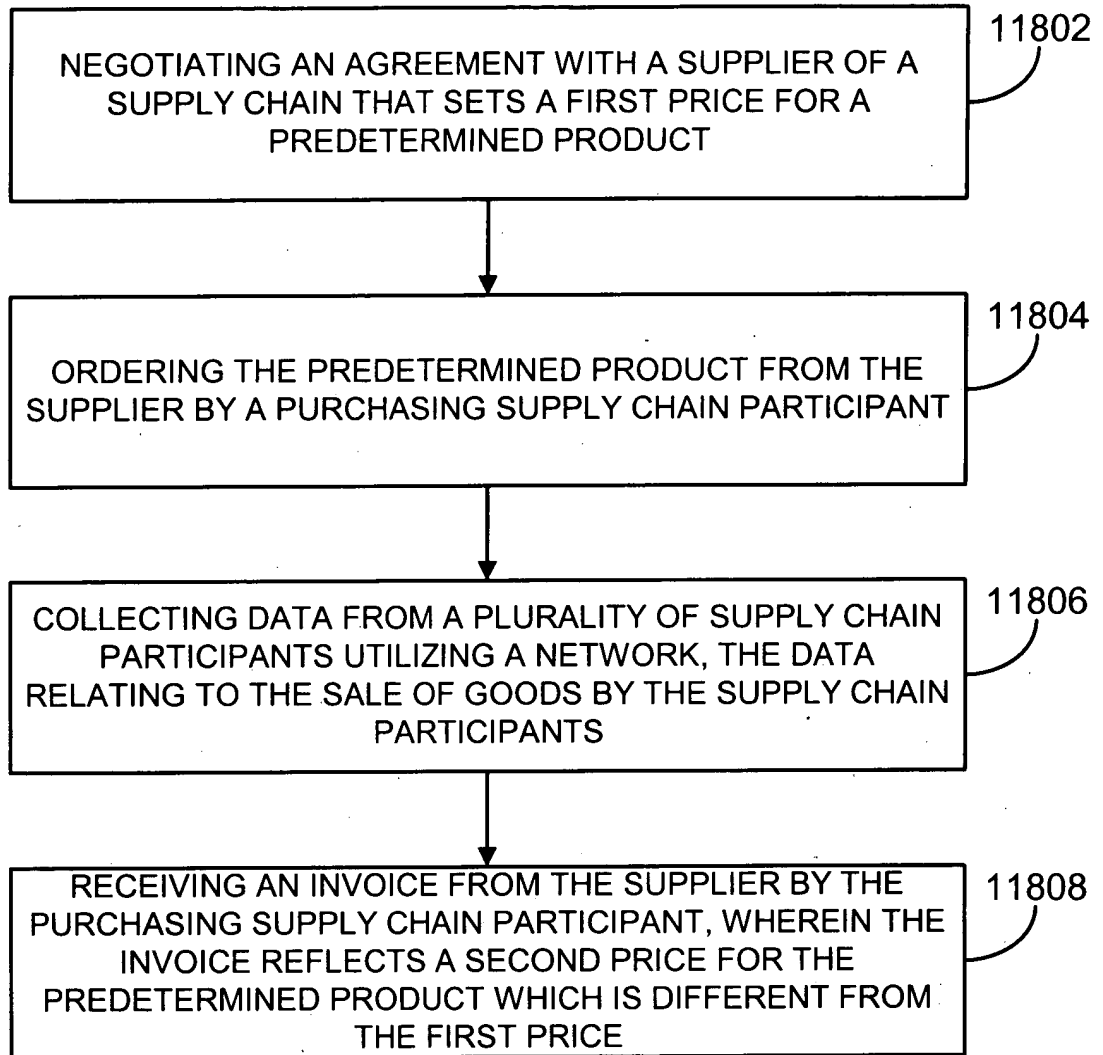 11802
NEGOTIATING AN AGREEMENT WITH A SUPPLIER OF A
SUPPLY CHAIN THAT SETS A FIRST PRICE FOR A
PREDETERMINED PRODUCT
11804
ORDERING THE PREDETERMINED PRODUCT FROM THE
SUPPLIER BY A PURCHASING SUPPLY CHAIN PARTICIPANT
11806
COLLECTING DATA FROM A PLURALITY OF SUPPLY CHAIN
PARTICIPANTS UTILIZING A NETWORK, THE DATA
RELATING TO THE SALE OF GOODS BY THE SUPPLY CHAIN
PARTICIPANTS
11808
RECEIVING AN INVOICE FROM THE SUPPLIER BY THE
PURCHASING SUPPLY CHAIN PARTICIPANT, WHEREIN THE
INVOICE REFLECTS A SECOND PRICE FOR THE
PREDETERMINED PRODUCT WHICH IS DIFFERENT FROM
THE FIRST PRICE